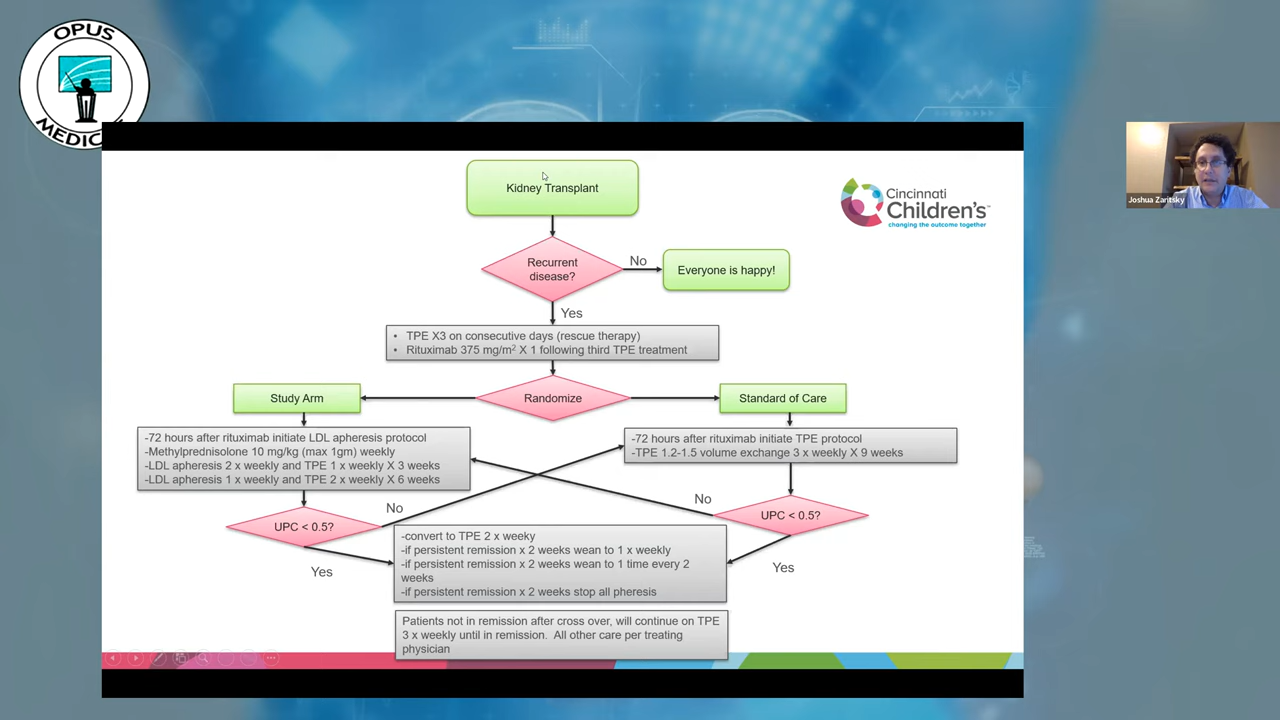 OPUS
MEDIC
Kidney Transplant
Cincinnati
Children's™
changing the outcome together
Joshua Zaritsky
Recurrent
disease?
No
Everyone is happy!
Yes
• TPE X3 on consecutive days (rescue therapy)
• Rituximab 375 mg/m² X 1 following third TPE treatment
Study Arm
Randomize
Standard of Care
-72 hours after rituximab initiate LDL apheresis protocol
-Methylprednisolone 10 mg/kg (max 1gm) weekly
-LDL apheresis 2 x weekly and TPE 1 x weekly X 3 weeks
-LDL apheresis 1 x weekly and TPE 2 x weekly X 6 weeks
-72 hours after rituximab initiate TPE protocol
-TPE 1.2-1.5 volume exchange 3 x weekly X 9 weeks
No
No
UPC < 0.5?
UPC < 0.5?
Yes
Yes
-convert to TPE 2 x weeky
-if persistent remission x 2 weeks wean to 1 x weekly
-if persistent remission x 2 weeks wean to 1 time every 2
weeks
-if persistent remission x 2 weeks stop all pheresis
Patients not in remission after cross over, will continue on TPE
3 x weekly until in remission. All other care per treating
physician